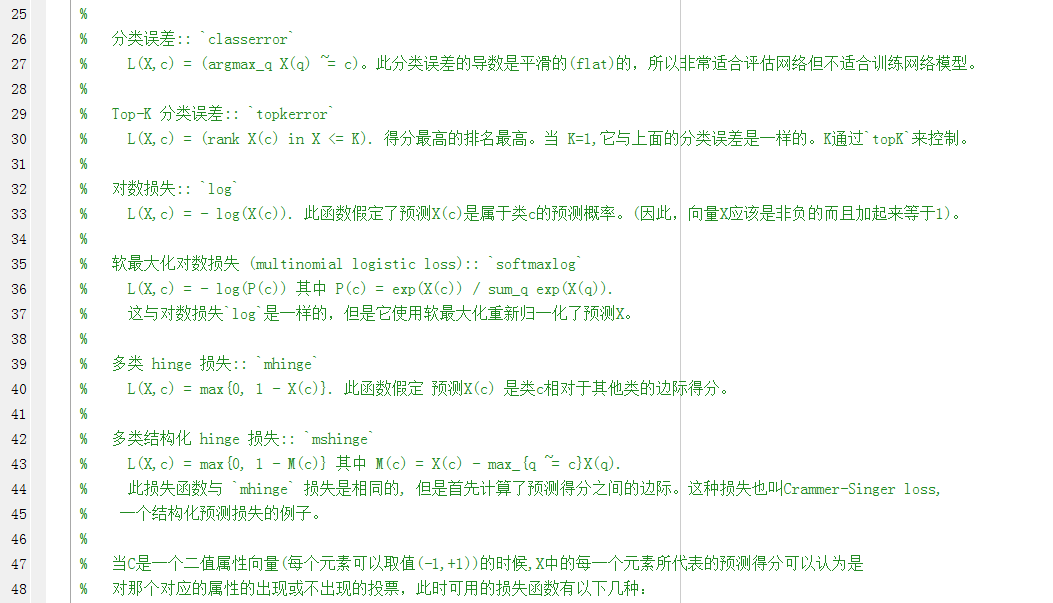 25 %
26 % 分类误差:: `classerror`
27 % L(X,c) = (argmax_q X(q) ~= c)。此分类误差的导数是平滑的(flat)的，所以非常适合评估网络但不适合训练网络模型。
28 %
29 % Top-K 分类误差:: `topkerror`
30 % L(X,c) = (rank X(c) in X <= K). 得分最高的排名最高。当 K=1,它与上面的分类误差是一样的。K通过`topK`来控制。
31 %
32 % 对数损失:: `log`
33 % L(X,c) = - log(X(c)). 此函数假定了预测X(c)是属于类c的预测概率。(因此，向量X应该是非负的而且加起来等于1)。
34 %
35 % 软最大化对数损失 (multinomial logistic loss):: `softmaxlog`
36 % L(X,c) = - log(P(c)) 其中 P(c) = exp(X(c)) / sum_q exp(X(q)).
37 % 这与对数损失`log`是一样的，但是它使用软最大化重新归一化了预测X。
38 %
39 % 多类 hinge 损失:: `mhinge`
40 % L(X,c) = max{0, 1 - X(c)}. 此函数假定 预测X(c) 是类c相对于其他类的边际得分。
41 %
42 % 多类结构化 hinge 损失:: `mshinge`
43 % L(X,c) = max{0, 1 - M(c)} 其中 M(c) = X(c) - max_{q ~= c}X(q).
44 % 此损失函数与 `mhinge` 损失是相同的, 但是首先计算了预测得分之间的边际。这种损失也叫Crammer-Singer loss,
45 % 一个结构化预测损失的例子。
46 %
47 % 当C是一个二值属性向量(每个元素可以取值(-1,+1))的时候,X中的每一个元素所代表的预测得分可以认为是
48 % 对那个对应的属性的出现或不出现的投票，此时可用的损失函数有以下几种：